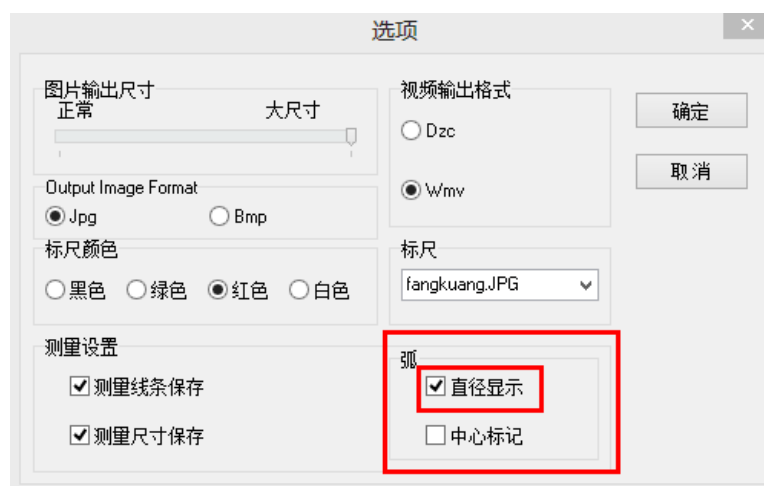 选项
图片输出尺寸
正常 大尺寸
Output Image Format
Jpg Bmp
标尺颜色
黑色 绿色 红色 白色
测量设置
测量线条保存
测量尺寸保存
视频输出格式
Dzc
Wmv
标尺
fangkuang.JPG
弧
直径显示
中心标记
确定
取消